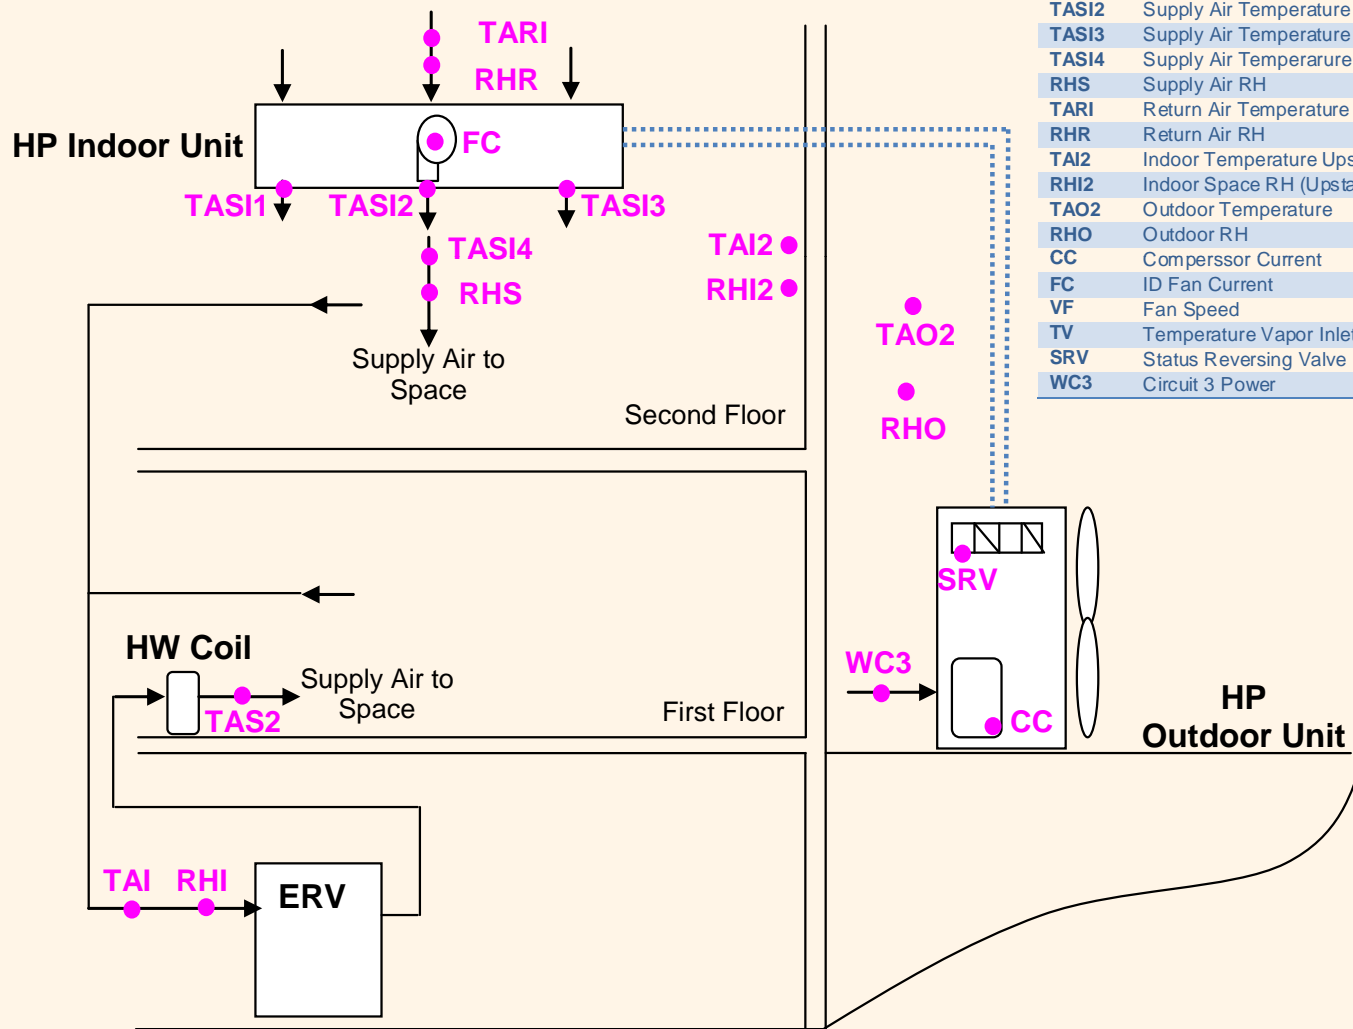 TARI
RHR
HP Indoor Unit
FC
TASI1
TASI2
TASI3
TASI4
RHS
Supply Air to
Space
TAI2
RHI2
Second Floor
TAO2
RHO
TASI2 Supply Air Temperature
TASI3 Supply Air Temperature
TASI4 Supply Air Temperarure
RHS Supply Air RH
TARI Return Air Temperature
RHR Return Air RH
TAI2 Indoor Temperature Ups
RHI2 Indoor Space RH (Upsta
TAO2 Outdoor Temperature
RHO Outdoor RH
CC Comperssor Current
FC ID Fan Current
VF Fan Speed
TV Temperature Vapor Inlet
SRV Status Reversing Valve
WC3 Circuit 3 Power
SRV
HW Coil
Supply Air to
Space
TAS2
First Floor
WC3
CC
HP
Outdoor Unit
TAI
RHI
ERV